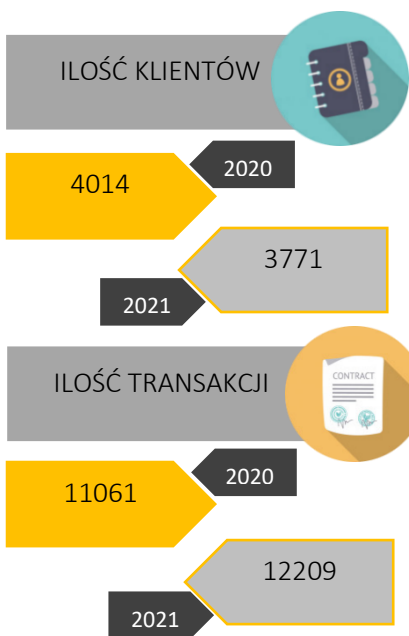 ILOŚĆ KLIENTÓW
2020
4014
3771
2021
ILOŚĆ TRANSAKCJI
CONTRACT
2020
11061
12209
2021